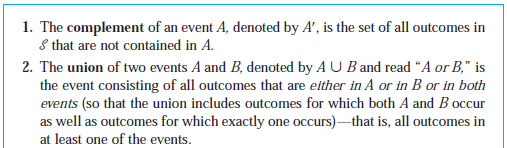 1. The complement of an event A, denoted by A′, is the set of all outcomes in
𝒮 that are not contained in A.
2. The union of two events A and B, denoted by A ∪ B and read “A or B,” is
the event consisting of all outcomes that are either in A or in B or in both
events (so that the union includes outcomes for which both A and B occur
as well as outcomes for which exactly one occurs)—that is, all outcomes in
at least one of the events.